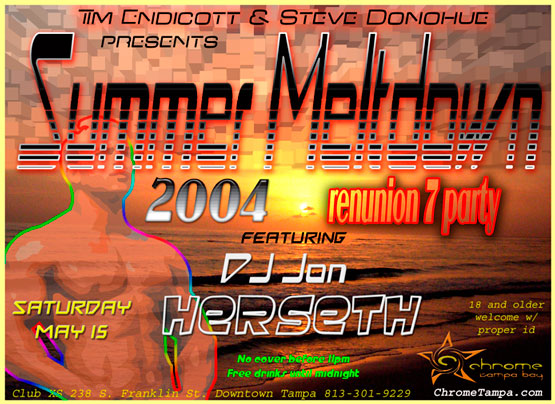 Tim Endicott & Steve Donohue
presents
Summer Meltdown
2004 renunion 7 party
featuring
DJ Jon
Herseth
Saturday
May 15
18 and older
welcome w/
proper id
No cover before 11pm
Free drinks until midnight
chrome
tampa bay
Club XS 238 S. Franklin St. Downtown Tampa 813-301-9229
ChromeTampa.com